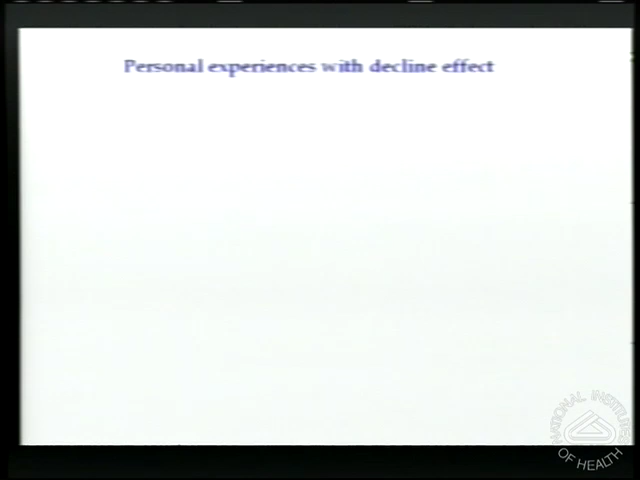 Personal experiences with decline effect
NATIONAL INSTITUTES
OF HEALTH